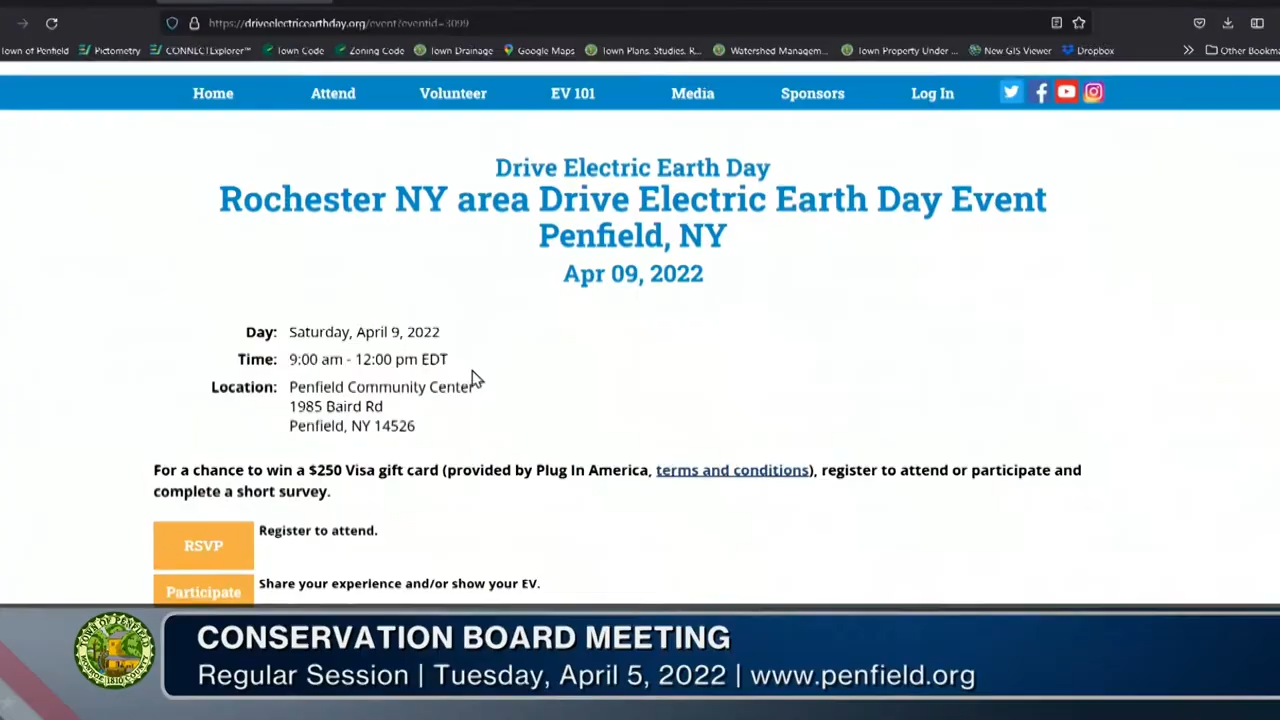 https://driveelectricearthday.org/event?eventid=3099
Town of Penfield Pictometry CONNECTExplorer™ Town Code Zoning Code Town Drainage Google Maps Town Plans, Studies, R... Watershed Managem... Town Property Under ... New GIS Viewer Dropbox Other Bookma
Home Attend Volunteer EV 101 Media Sponsors Log In
Drive Electric Earth Day
Rochester NY area Drive Electric Earth Day Event
Penfield, NY
Apr 09, 2022
Day: Saturday, April 9, 2022
Time: 9:00 am - 12:00 pm EDT
Location: Penfield Community Center
1985 Baird Rd
Penfield, NY 14526
For a chance to win a $250 Visa gift card (provided by Plug In America, terms and conditions), register to attend or participate and
complete a short survey.
RSVP Register to attend.
Participate Share your experience and/or show your EV.
CONSERVATION BOARD MEETING
Regular Session | Tuesday, April 5, 2022 | www.penfield.org
TOWN OF PENFIELD